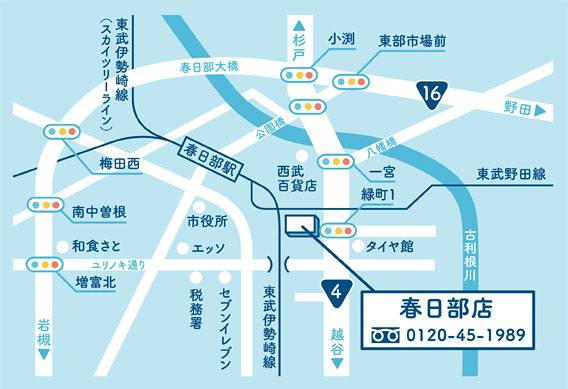 東武伊勢崎線
（スカイツリーライン）
杉戸
小渕
東部市場前
春日部大橋
16
野田
公園橋
八幡橋
梅田西
春日部駅
西武
百貨店
一宮
緑町1
東武野田線
南中曽根
市役所
和食さと
エッソ
タイヤ館
古利根川
ユリノキ通り
増富北
税務署
セブンイレブン
東武伊勢崎線
4
岩槻
越谷
春日部店
0120-45-1989